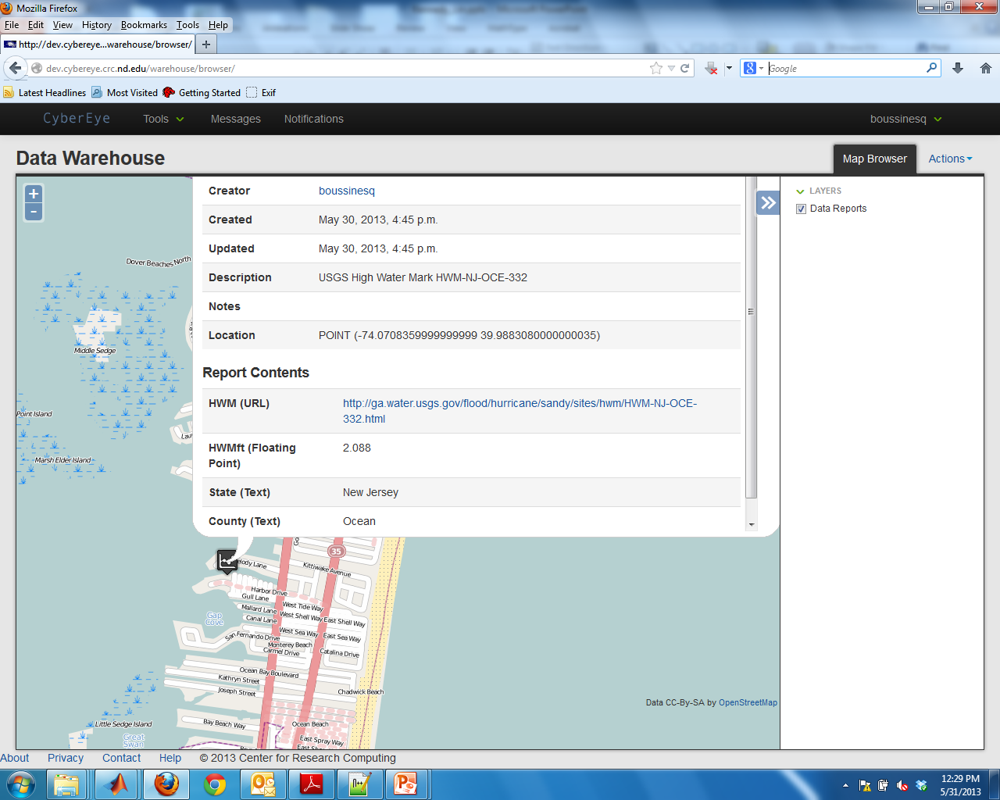 Mozilla Firefox
File Edit View History Bookmarks Tools Help
http://dev.cybereye...warehouse/browser/
dev.cybereye.crc.nd.edu/warehouse/browser/
Google
Latest Headlines Most Visited Getting Started Exif
CyberEye Tools Messages Notifications boussinesq
Data Warehouse
Map Browser Actions
+
-
Creator boussinesq
Created May 30, 2013, 4:45 p.m.
Updated May 30, 2013, 4:45 p.m.
Description USGS High Water Mark HWM-NJ-OCE-332
Notes
Location POINT (-74.0708359999999999 39.9883080000000035)
Report Contents
HWM (URL) http://ga.water.usgs.gov/flood/hurricane/sandy/sites/hwm/HWM-NJ-OCE-
332.html
HWMft (Floating Point) 2.088
State (Text) New Jersey
County (Text) Ocean
LAYERS
Data Reports
Dover Beaches North
Middle Sedge
Point Island
Marsh Elder Island
35
Kittiwake Avenue
Harbor Drive
Gull Lane
West Tide Way
Mallard Lane
West Shell Way
East Shell Way
Canal Lane
Gap
Cove
San Fernando Drive
West Sea Way
East Sea Way
Monterey Beach
Carmel Drive
Catalina Drive
Ocean Bay Boulevard
Kathryn Street
Joseph Street
Chadwick Beach
Little Sedge Island
Bay Beach Way
Ocean Beach
Great
Swan
East Spray Way
Data CC-By-SA by OpenStreetMap
About Privacy Contact Help © 2013 Center for Research Computing
12:29 PM
5/31/2013